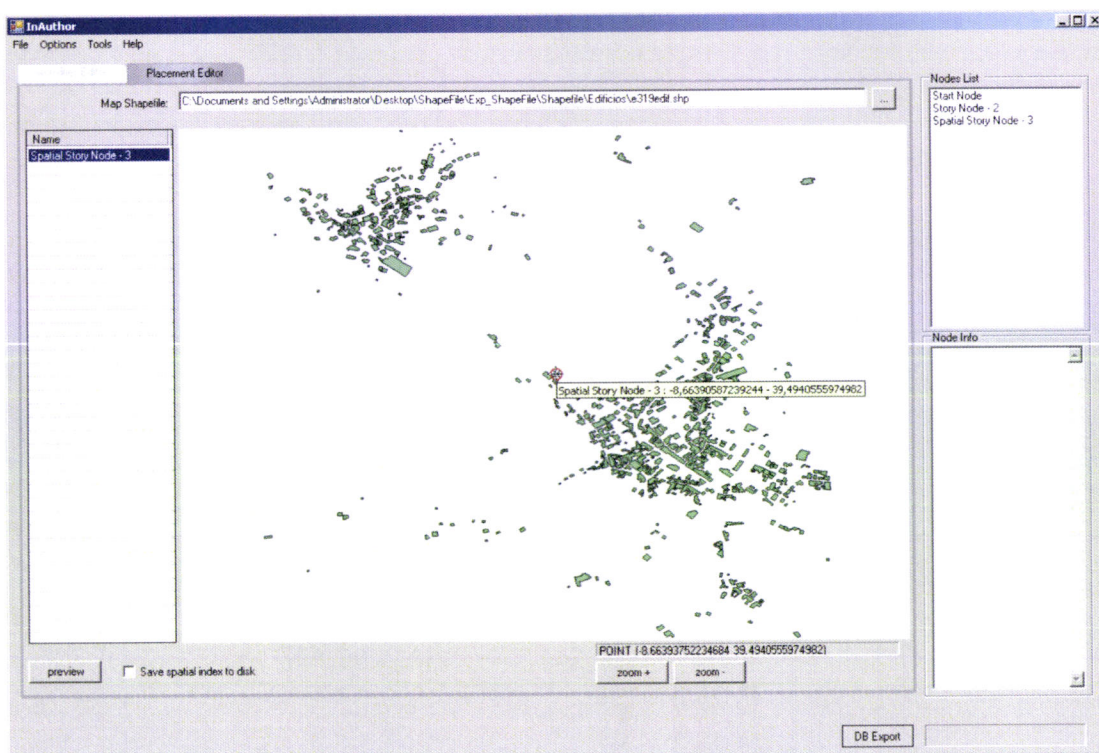 InAuthor
File Options Tools Help
Placement Editor
Map Shapefile: C:\Documents and Settings\Administrator\Desktop\ShapeFile\Exp_ShapeFile\Shapefile\Edificios\e319edif.shp ...
Name
Spatial Story Node - 3
Spatial Story Node - 3 : -8,66390587239244 - 39,4940555974982
Nodes List
Start Node
Story Node - 2
Spatial Story Node - 3
Node Info
POINT (-8.66393752234684 39.4940555974982)
preview Save spatial index to disk zoom + zoom -
DB Export